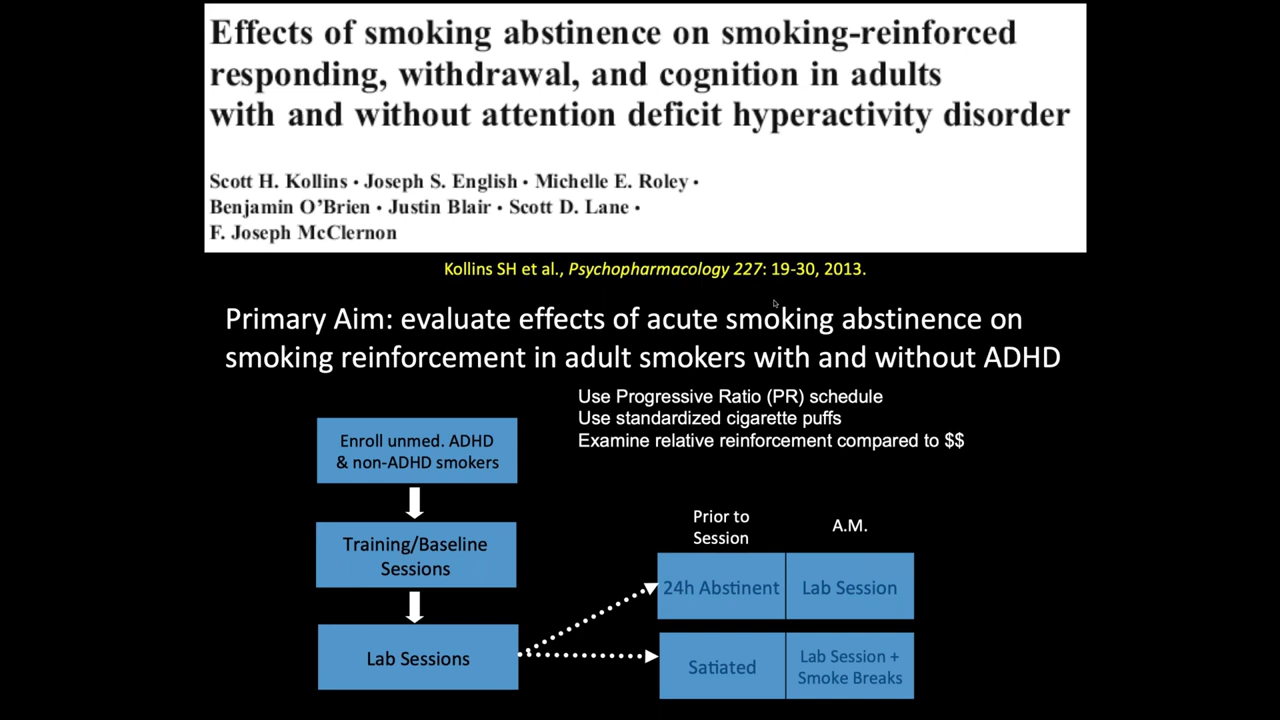 Effects of smoking abstinence on smoking-reinforced
responding, withdrawal, and cognition in adults
with and without attention deficit hyperactivity disorder
Scott H. Kollins • Joseph S. English • Michelle E. Roley •
Benjamin O’Brien • Justin Blair • Scott D. Lane •
F. Joseph McClernon
Kollins SH et al., Psychopharmacology 227: 19-30, 2013.
Primary Aim: evaluate effects of acute smoking abstinence on
smoking reinforcement in adult smokers with and without ADHD
Use Progressive Ratio (PR) schedule
Use standardized cigarette puffs
Examine relative reinforcement compared to $$
Enroll unmed. ADHD
& non-ADHD smokers
Training/Baseline
Sessions
Lab Sessions
Prior to
Session
A.M.
24h Abstinent
Lab Session
Satiated
Lab Session +
Smoke Breaks